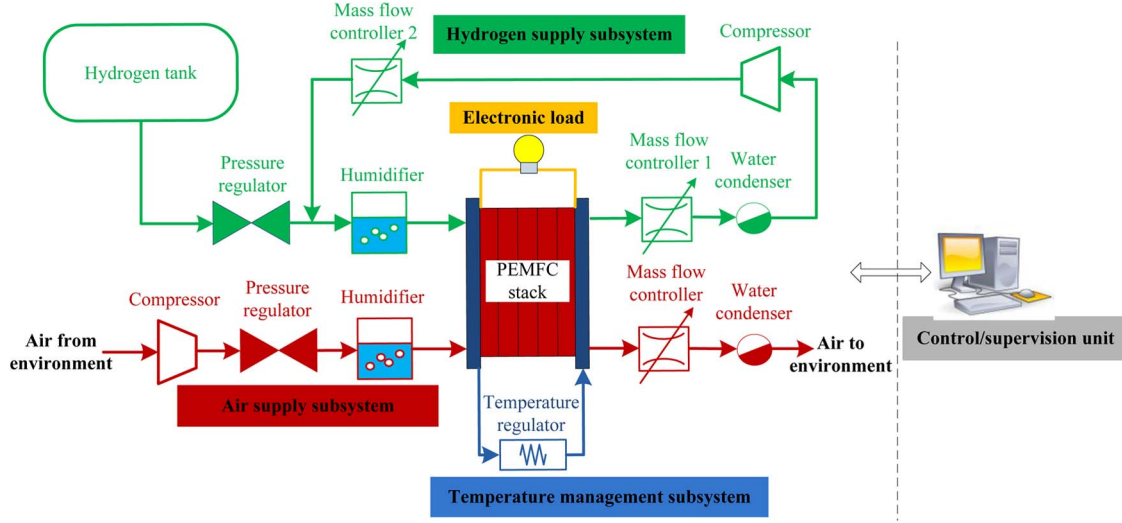 Mass flow
controller 2
Hydrogen supply subsystem
Compressor
Hydrogen tank
Electronic load
Mass flow
controller 1
Water
condenser
Pressure
regulator
Humidifier
PEMFC
stack
Mass flow
controller
Water
condenser
Compressor
Pressure
regulator
Humidifier
Air from
environment
Air to
environment
Control/supervision unit
Air supply subsystem
Temperature
regulator
Temperature management subsystem